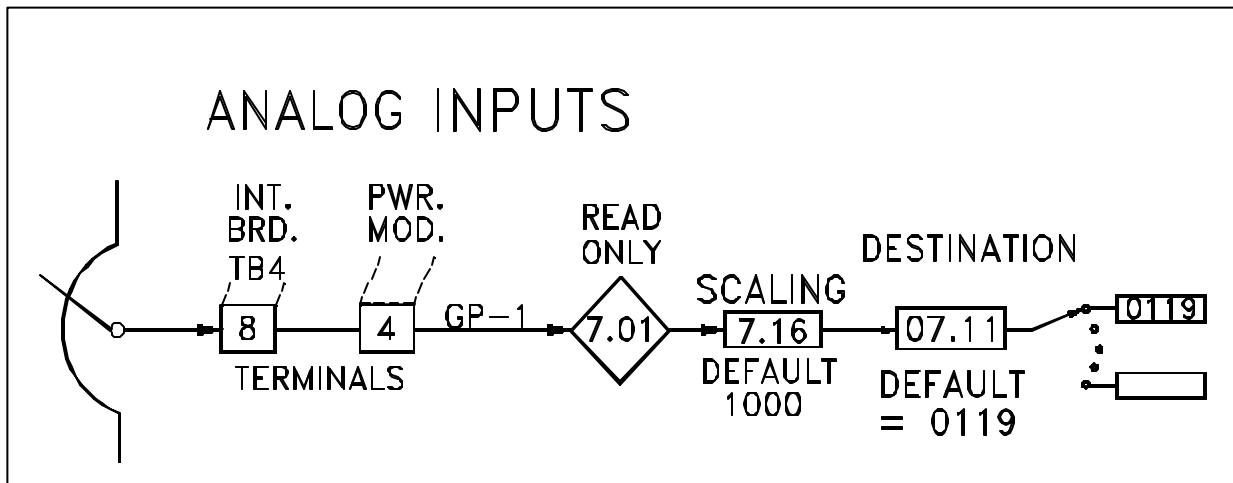 ANALOG INPUTS
INT.
BRD.
TB4
PWR.
MOD.
8
4
TERMINALS
GP-1
READ
ONLY
7.01
SCALING
7.16
DEFAULT
1000
DESTINATION
07.11
DEFAULT
= 0119
0119